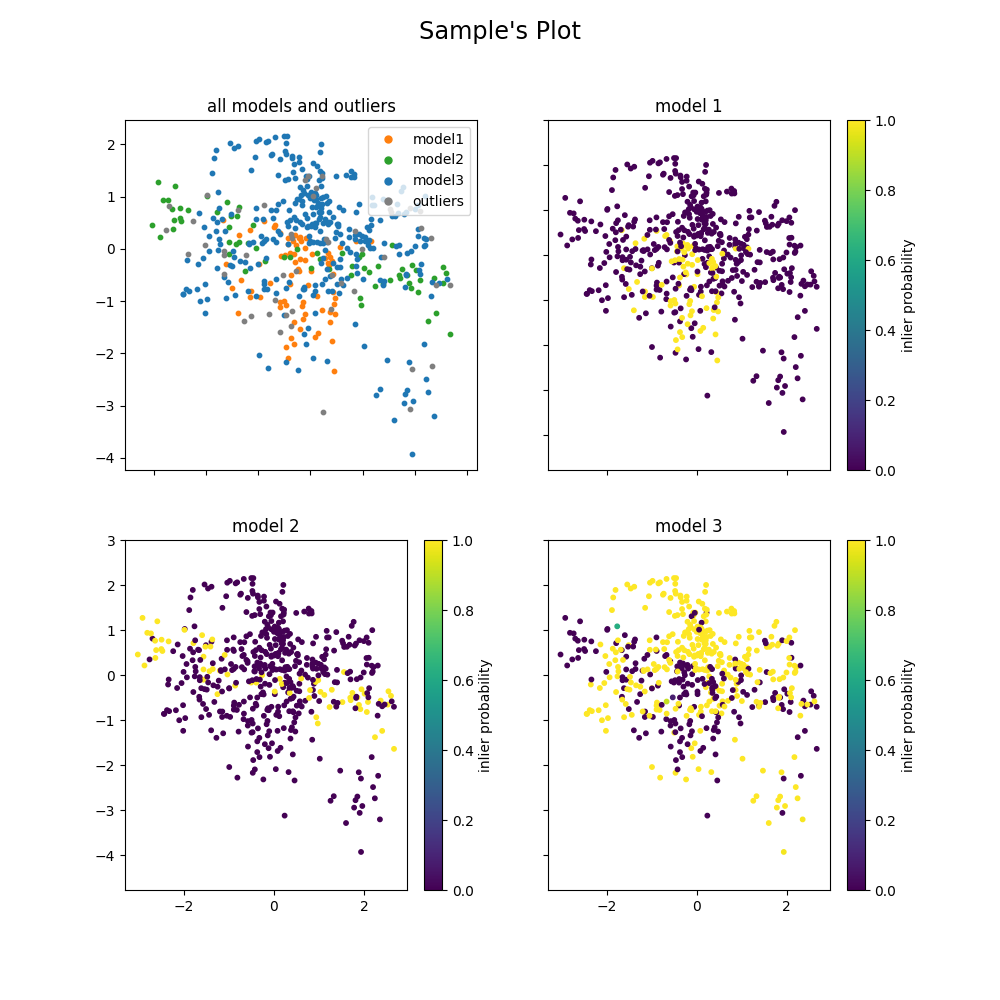 Sample's Plot
all models and outliers
2
1
0
−1
−2
−3
−4
model1
model2
model3
outliers
model 1
1.0
0.8
0.6
0.4
0.2
0.0
inlier probability
model 2
3
2
1
0
−1
−2
−3
−4
−2 0 2
1.0
0.8
0.6
0.4
0.2
0.0
inlier probability
model 3
−2 0 2
1.0
0.8
0.6
0.4
0.2
0.0
inlier probability